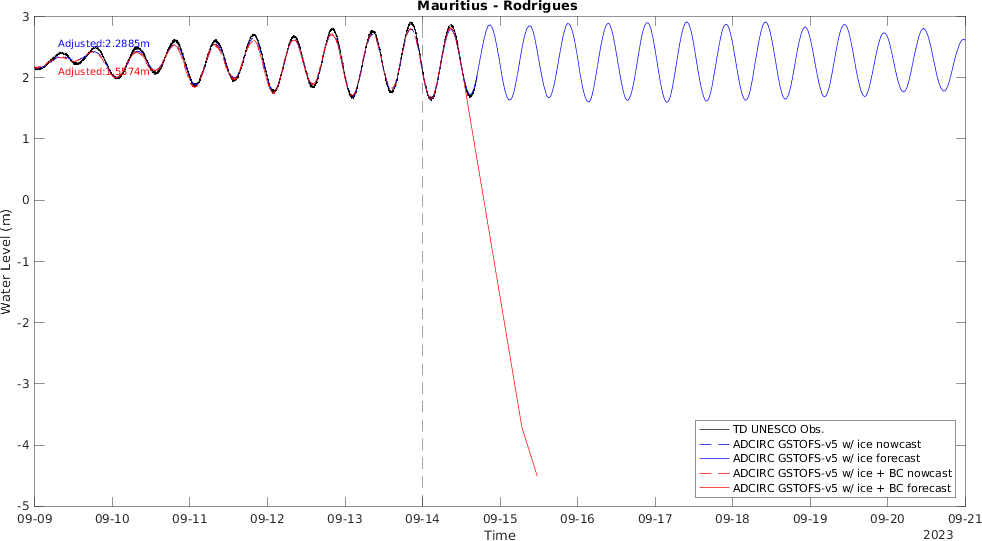 Mauritius - Rodrigues
Water Level (m)
3
2
1
0
-1
-2
-3
-4
-5
Adjusted:2.2885m
Adjusted:1.5574m
TD UNESCO Obs.
ADCIRC GSTOFS-v5 w/ ice nowcast
ADCIRC GSTOFS-v5 w/ ice forecast
ADCIRC GSTOFS-v5 w/ ice + BC nowcast
ADCIRC GSTOFS-v5 w/ ice + BC forecast
09-09 09-10 09-11 09-12 09-13 09-14 09-15 09-16 09-17 09-18 09-19 09-20 09-21
Time
2023